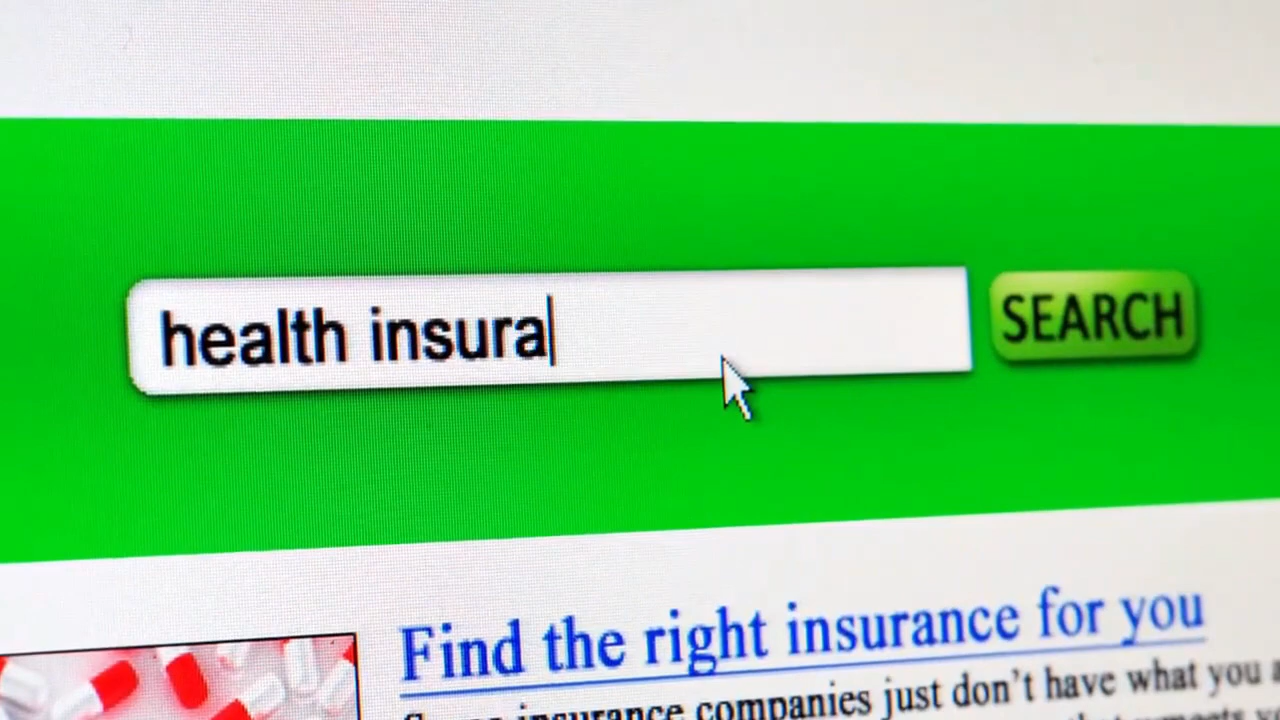 health insura
SEARCH
Find the right insurance for you
insurance companies just don't have what you